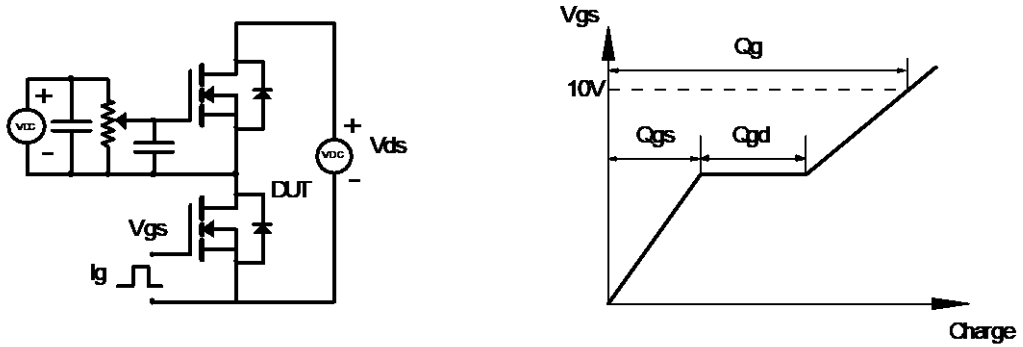 +
VDC
-
Vgs
Ig
DUT
+
VDC
-
Vds
Vgs
10V
Qg
Qgs
Qgd
Charge